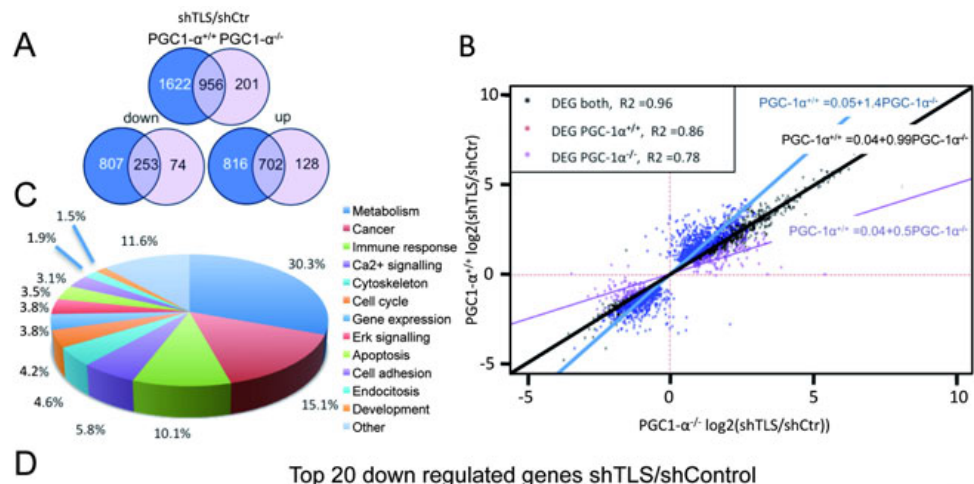 A
shTLS/shCtr
PGC1-α+/+ PGC1-α-/-
1622 956 201
down
807 253 74
up
816 702 128
B
DEG both, R2 =0.96
DEG PGC-1α+/+, R2 =0.86
DEG PGC-1α-/-, R2 =0.78
PGC-1α+/+ =0.05+1.4PGC-1α-/-
PGC-1α+/+ =0.04+0.99PGC-1α-/-
PGC-1α+/+ =0.04+0.5PGC-1α-/-
PGC1-α+/+ log2(shTLS/shCtr)
10
5
0
-5
-5 0 5 10
PGC1-α-/- log2(shTLS/shCtr))
C
30.3%
15.1%
10.1%
5.8%
4.6%
4.2%
3.8%
3.8%
3.5%
3.1%
1.9%
1.5%
11.6%
Metabolism
Cancer
Immune response
Ca2+ signalling
Cytoskeleton
Cell cycle
Gene expression
Erk signalling
Apoptosis
Cell adhesion
Endocitosis
Development
Other
D
Top 20 down regulated genes shTLS/shControl